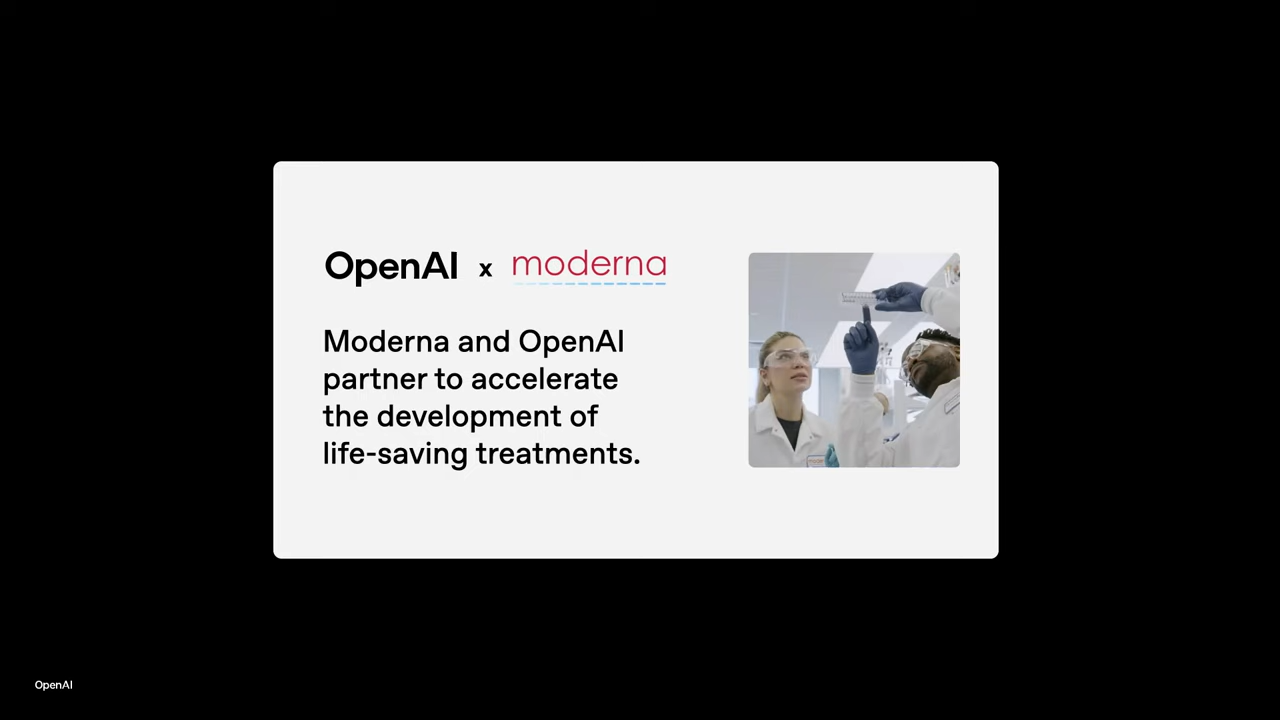 OpenAI x moderna
Moderna and OpenAI
partner to accelerate
the development of
life-saving treatments.
OpenAI